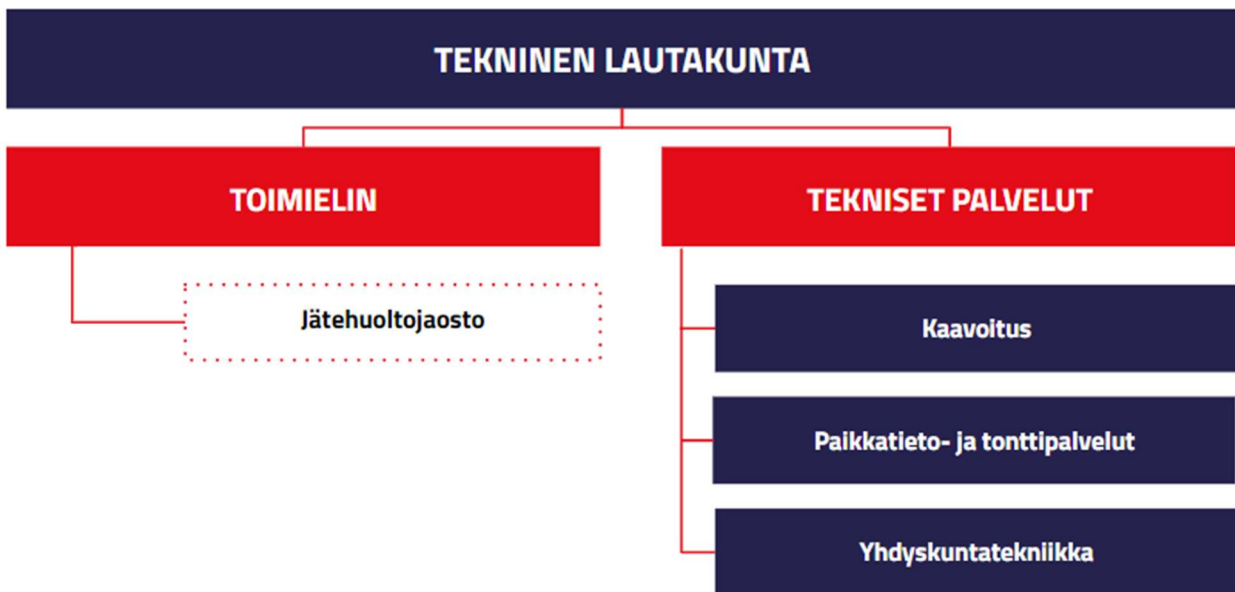 TEKNINEN LAUTAKUNTA
TOIMIELIN
Jätehuoltojaosto
TEKNISET PALVELUT
Kaavoitus
Paikkatieto- ja tonttipalvelut
Yhdyskuntatekniikka